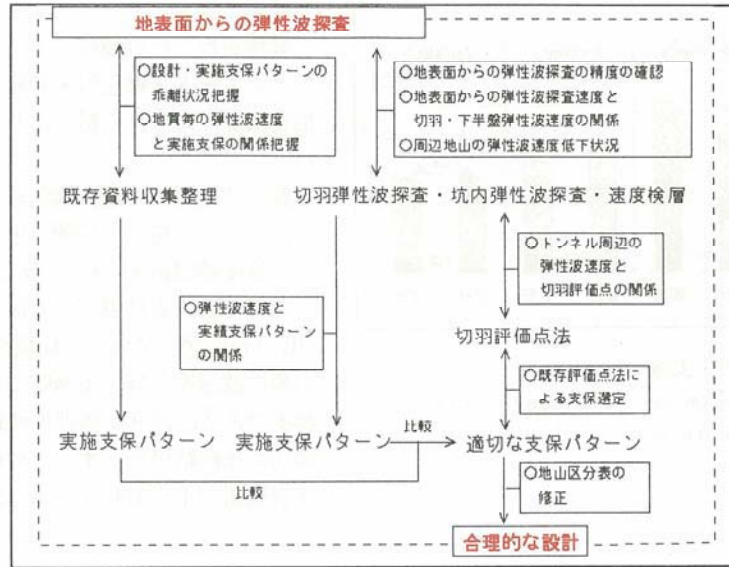 地表面からの弾性波探査
○設計・実施支保パターンの
乖離状況把握
○地質毎の弾性波速度
と実施支保の関係把握
○地表面からの弾性波探査の精度の確認
○地表面からの弾性波探査速度と
切羽・下半盤弾性波速度の関係
○周辺地山の弾性波速度低下状況
既存資料収集整理
切羽弾性波探査・坑内弾性波探査・速度検層
○トンネル周辺の
弾性波速度と
切羽評価点の関係
○弾性波速度と
実績支保パターン
の関係
切羽評価点法
○既存評価点法に
よる支保選定
実施支保パターン
実施支保パターン
比較
適切な支保パターン
比較
○地山区分表の
修正
合理的な設計